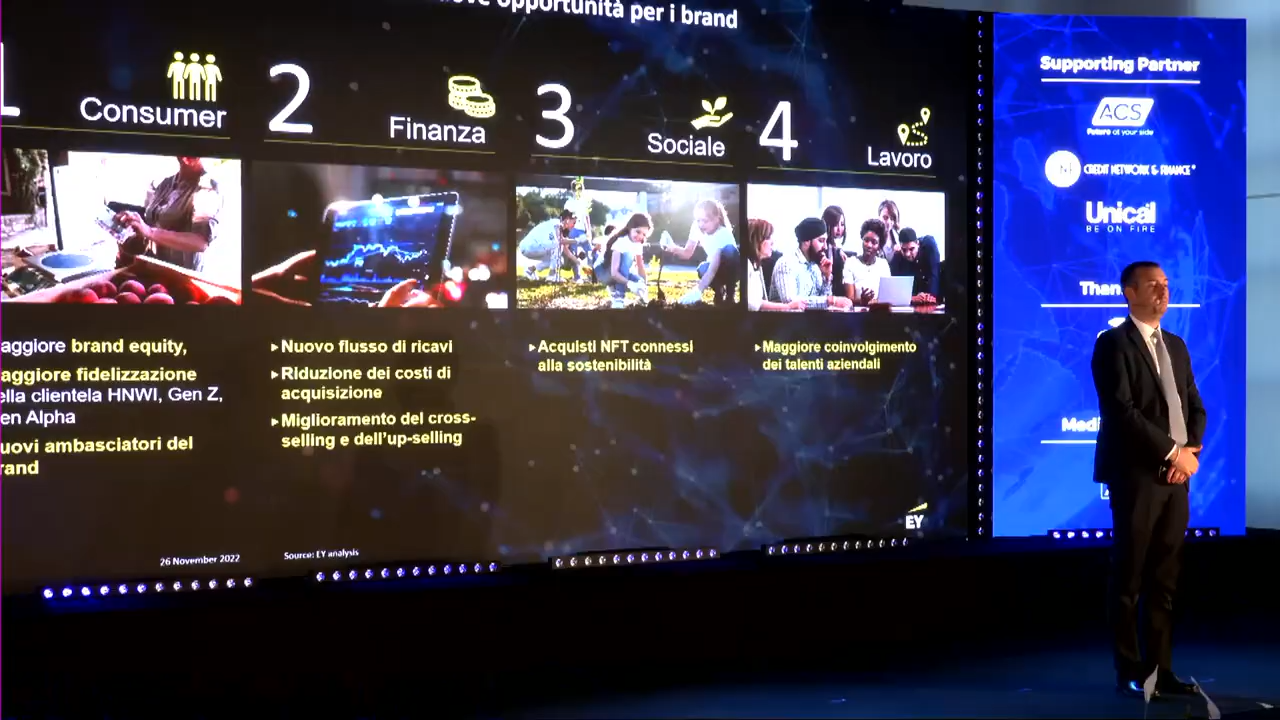 opportunità per i brand
1
Consumer
2
Finanza
3
Sociale
4
Lavoro
aggiore brand equity,
aggiore fidelizzazione
ella clientela HNWI, Gen Z,
en Alpha
uovi ambasciatori del
rand
▸Nuovo flusso di ricavi
▸Riduzione dei costi di
acquisizione
▸Miglioramento del cross-
selling e dell'up-selling
▸Acquisti NFT connessi
alla sostenibilità
▸Maggiore coinvolgimento
dei talenti aziendali
EY
26 November 2022
Source: EY analysis
Supporting Partner
ACS
Future at your side
CREDIT NETWORK & FINANCE
Unical
BE ON FIRE
Than
Medi